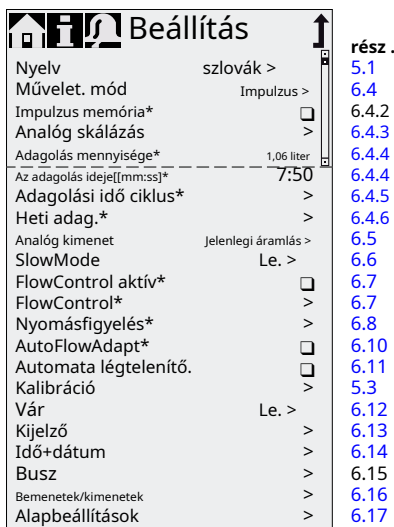 Beállítás
rész .
Nyelv szlovák > 5.1
Művelet. mód Impulzus > 6.4
Impulzus memória* ❏ 6.4.2
Analóg skálázás > 6.4.3
Adagolás mennyisége* 1,06 liter 6.4.4
Az adagolás ideje[[mm:ss]* 7:50 6.4.4
Adagolási idő ciklus* > 6.4.5
Heti adag.* > 6.4.6
Analóg kimenet Jelenlegi áramlás > 6.5
SlowMode Le. > 6.6
FlowControl aktív* ❏ 6.7
FlowControl* > 6.7
Nyomásfigyelés* > 6.8
AutoFlowAdapt* ❏ 6.10
Automata légtelenítő. ❏ 6.11
Kalibráció > 5.3
Vár Le. > 6.12
Kijelző > 6.13
Idő+dátum > 6.14
Busz > 6.15
Bemenetek/kimenetek > 6.16
Alapbeállítások > 6.17